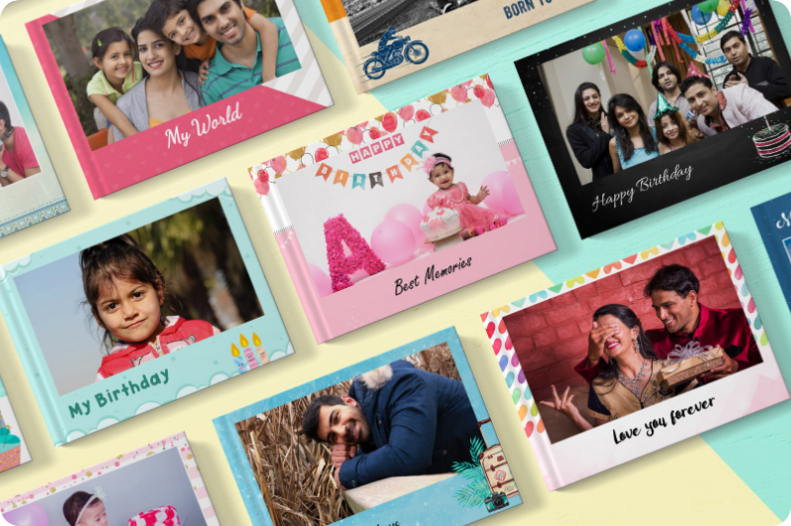 BORN TO
My World
HAPPY
BIRTHDAY
A
Happy Birthday
Best Memories
My Birthday
Love you forever